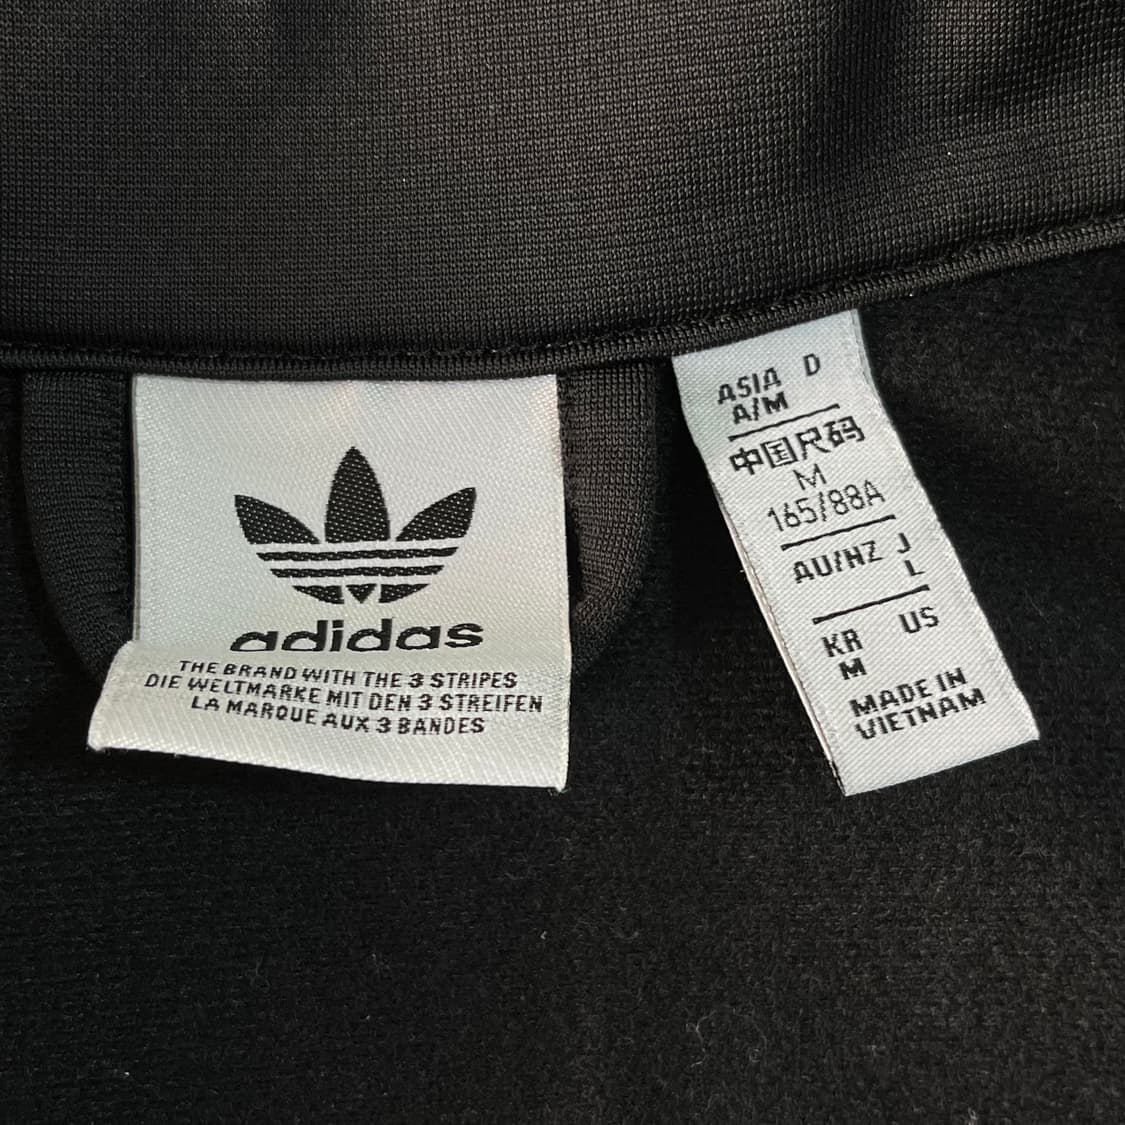 adidas
THE BRAND WITH THE 3 STRIPES
DIE WELTMARKE MIT DEN 3 STREIFEN
LA MARQUE AUX 3 BANDES
ASIA D
A/M
中国尺码
M
165/88A
AU/NZ J
L
KR US
M
MADE IN
VIETNAM